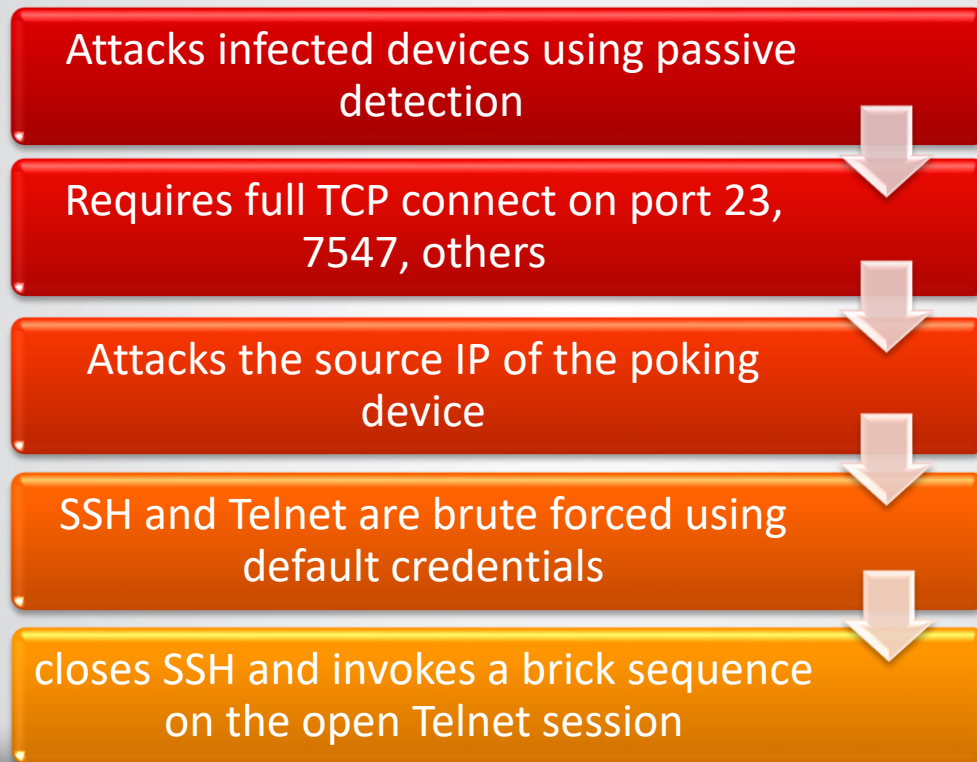 Attacks infected devices using passive
detection
Requires full TCP connect on port 23,
7547, others
Attacks the source IP of the poking
device
SSH and Telnet are brute forced using
default credentials
closes SSH and invokes a brick sequence
on the open Telnet session